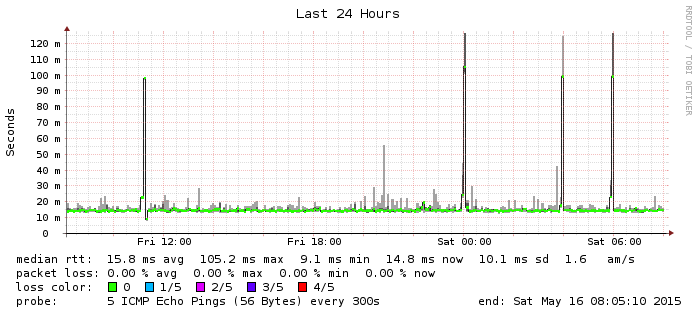 Last 24 Hours
RRDTOOL / TOBI OETIKER
Seconds
120 m
110 m
100 m
90 m
80 m
70 m
60 m
50 m
40 m
30 m
20 m
10 m
0
Fri 12:00 Fri 18:00 Sat 00:00 Sat 06:00
median rtt: 15.8 ms avg 105.2 ms max 9.1 ms min 14.8 ms now 10.1 ms sd 1.6 am/s
packet loss: 0.00 % avg 0.00 % max 0.00 % min 0.00 % now
loss color: 0 1/5 2/5 3/5 4/5
probe: 5 ICMP Echo Pings (56 Bytes) every 300s end: Sat May 16 08:05:10 2015